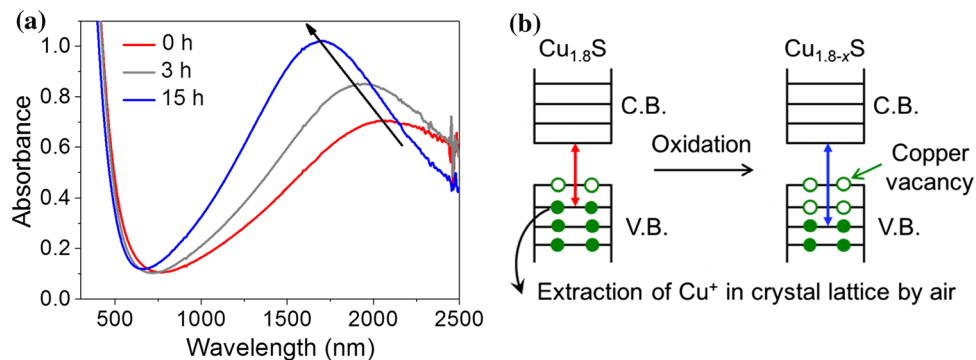 (a)
0 h
3 h
15 h
Absorbance
1.0
0.8
0.6
0.4
0.2
0.0
500 1000 1500 2000 2500
Wavelength (nm)
(b)
Cu1.8S
Cu1.8-xS
C.B.
C.B.
Oxidation
Copper
vacancy
V.B.
V.B.
Extraction of Cu+ in crystal lattice by air